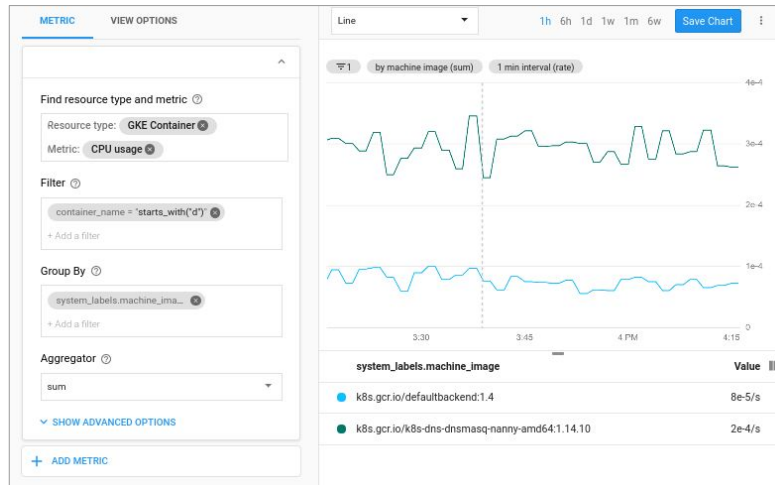 METRIC
VIEW OPTIONS
Find resource type and metric
Resource type: GKE Container
Metric: CPU usage
Filter
container_name = "starts_with("d")"
+ Add a filter
Group By
system_labels.machine_ima...
+ Add a filter
Aggregator
sum
SHOW ADVANCED OPTIONS
+ ADD METRIC
Line
1h 6h 1d 1w 1m 6w
Save Chart
1
by machine image (sum)
1 min interval (rate)
4e-4
3e-4
2e-4
1e-4
0
3:30 3:45 4 PM 4:15
system_labels.machine_image Value
k8s.gcr.io/defaultbackend:1.4 8e-5/s
k8s.gcr.io/k8s-dns-dnsmasq-nanny-amd64:1.14.10 2e-4/s